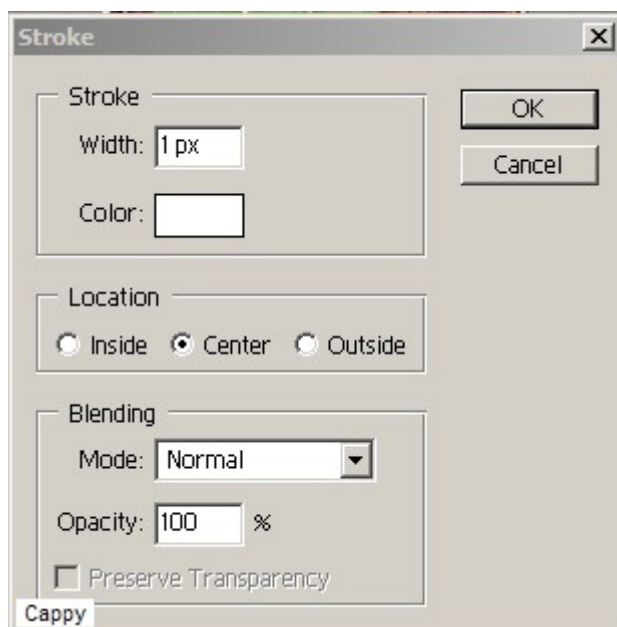 Stroke
Stroke
Width: 1 px
OK
Cancel
Color:
Location
Inside Center Outside
Blending
Mode: Normal
Opacity: 100 %
Preserve Transparency
Cappy